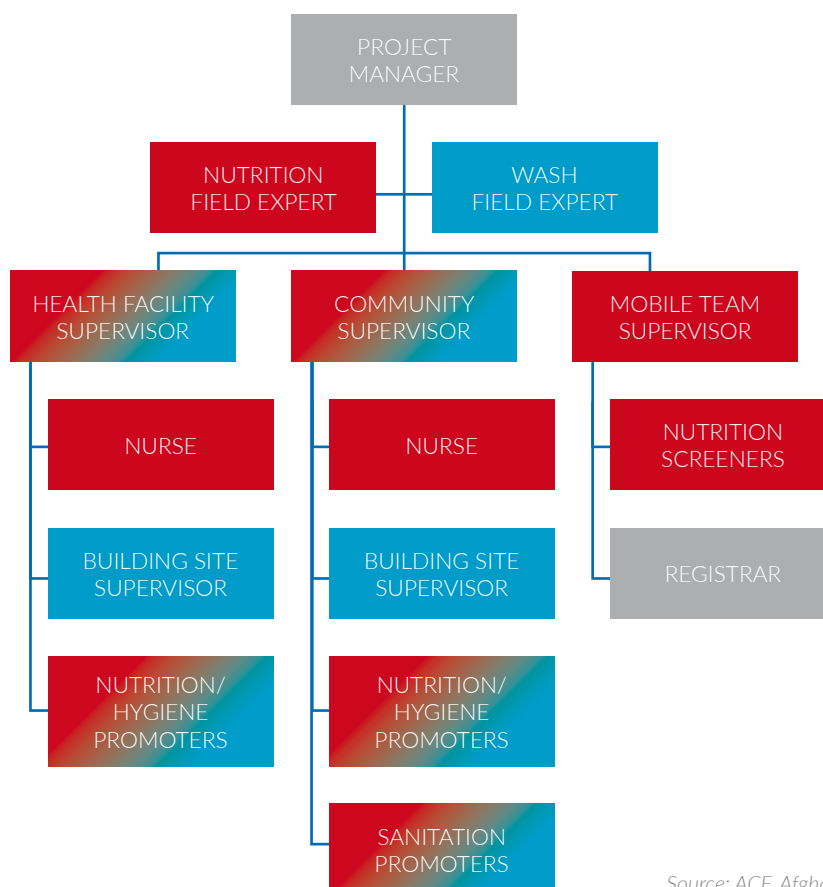 PROJECT
MANAGER
NUTRITION
FIELD EXPERT
WASH
FIELD EXPERT
HEALTH FACILITY
SUPERVISOR
COMMUNITY
SUPERVISOR
MOBILE TEAM
SUPERVISOR
NURSE
NURSE
NUTRITION
SCREENERS
BUILDING SITE
SUPERVISOR
BUILDING SITE
SUPERVISOR
REGISTRAR
NUTRITION/
HYGIENE
PROMOTERS
NUTRITION/
HYGIENE
PROMOTERS
SANITATION
PROMOTERS
Source: ACF,